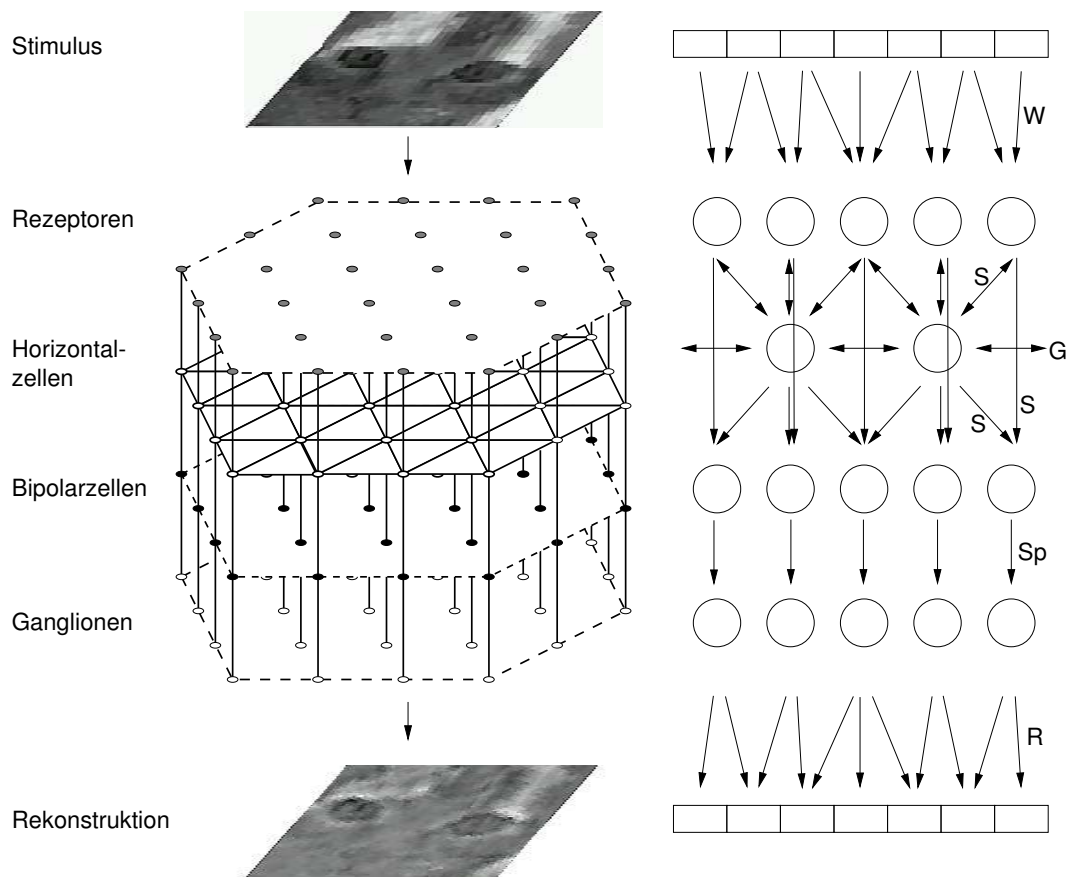 Stimulus
W
Rezeptoren
S
Horizontal-
zellen
G
S
S
Bipolarzellen
Sp
Ganglionen
R
Rekonstruktion